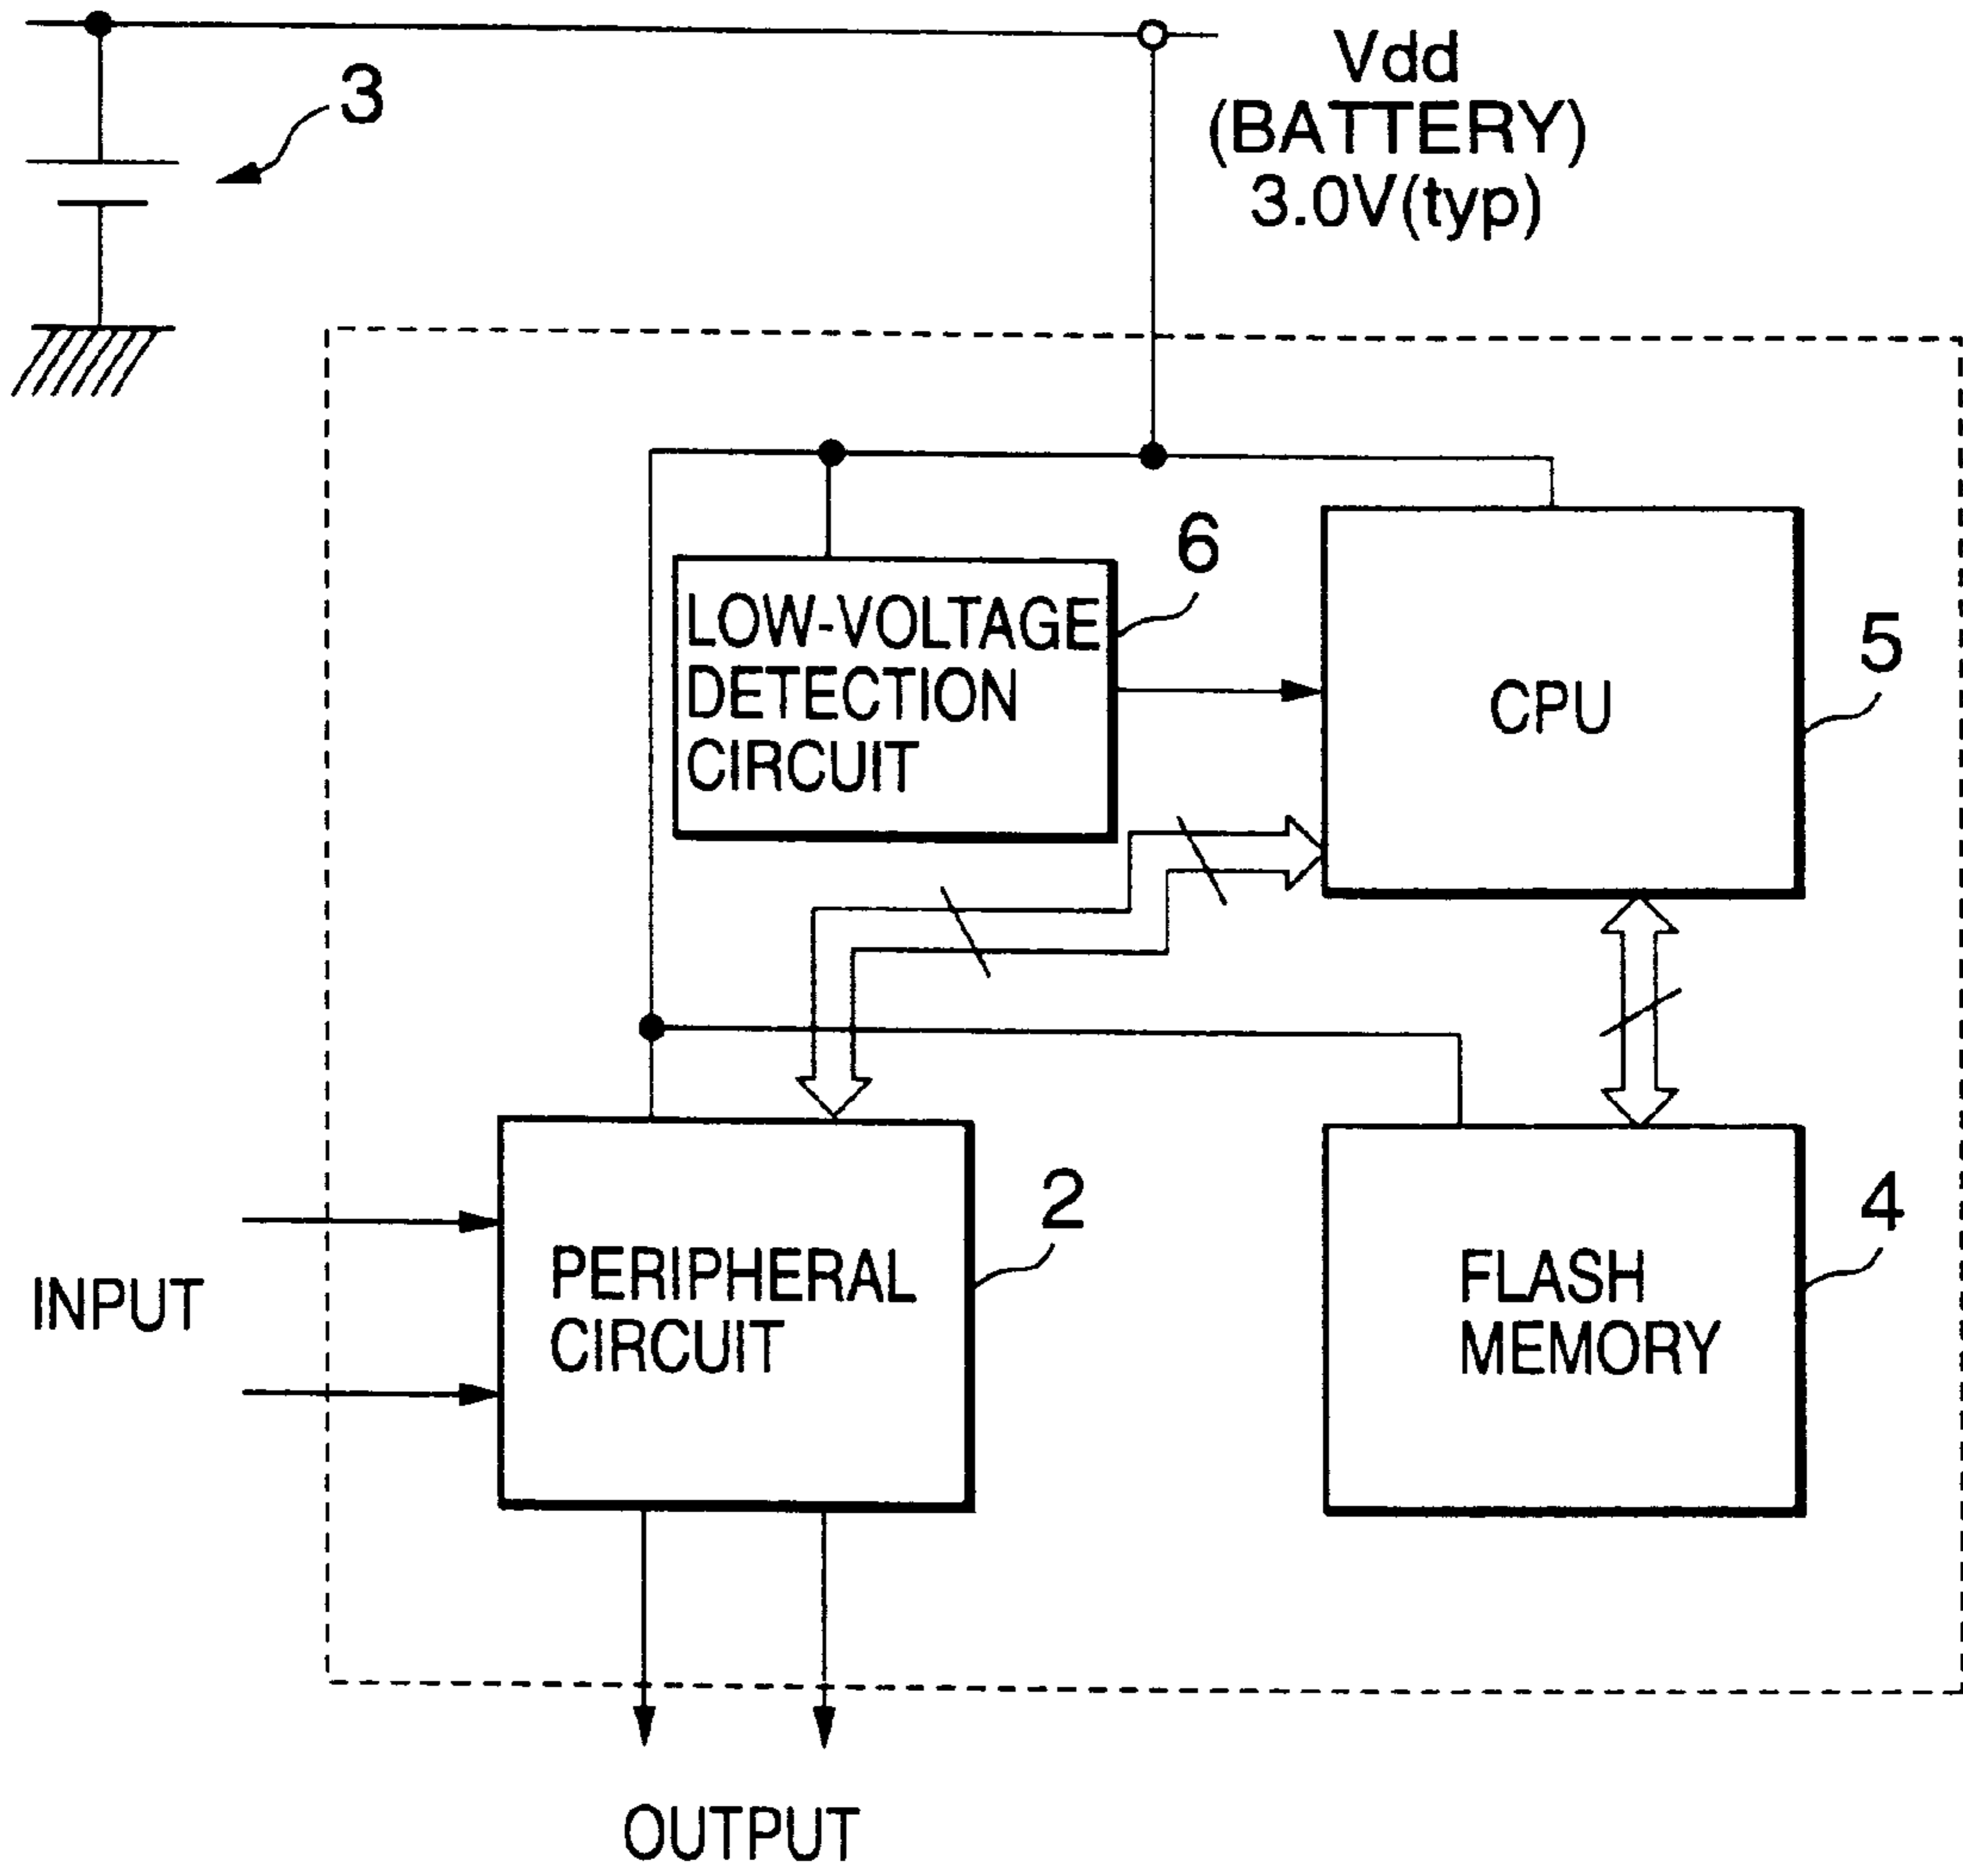 3
Vdd
(BATTERY)
3.0V(typ)
6
LOW-VOLTAGE
DETECTION
CIRCUIT
5
CPU
2
PERIPHERAL
CIRCUIT
4
FLASH
MEMORY
INPUT
OUTPUT